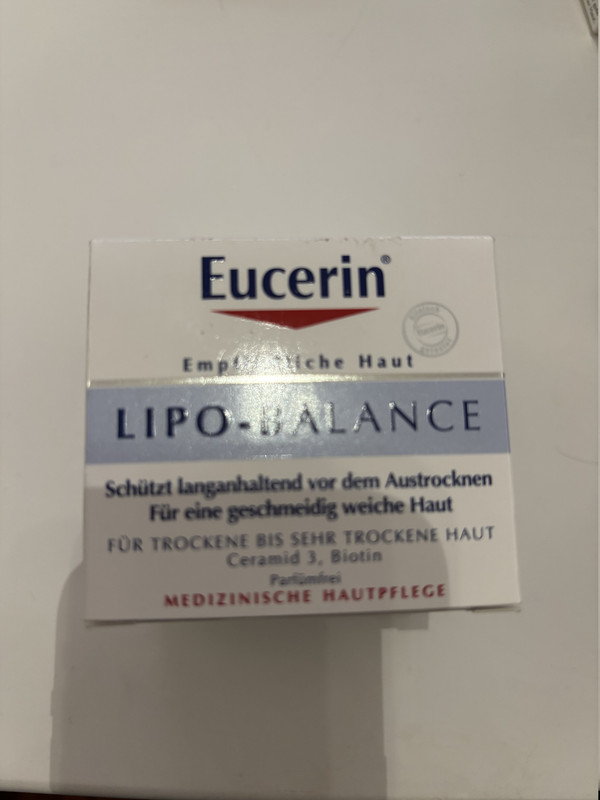 Eucerin®
Haut
LIPO-BALANCE
Schützt langanhaltend vor dem Austrocknen
Für eine geschmeidig weiche Haut
FÜR TROCKENE BIS SEHR TROCKENE HAUT
Ceramid 3, Biotin
Parfümfrei
MEDIZINISCHE HAUTPFLEGE